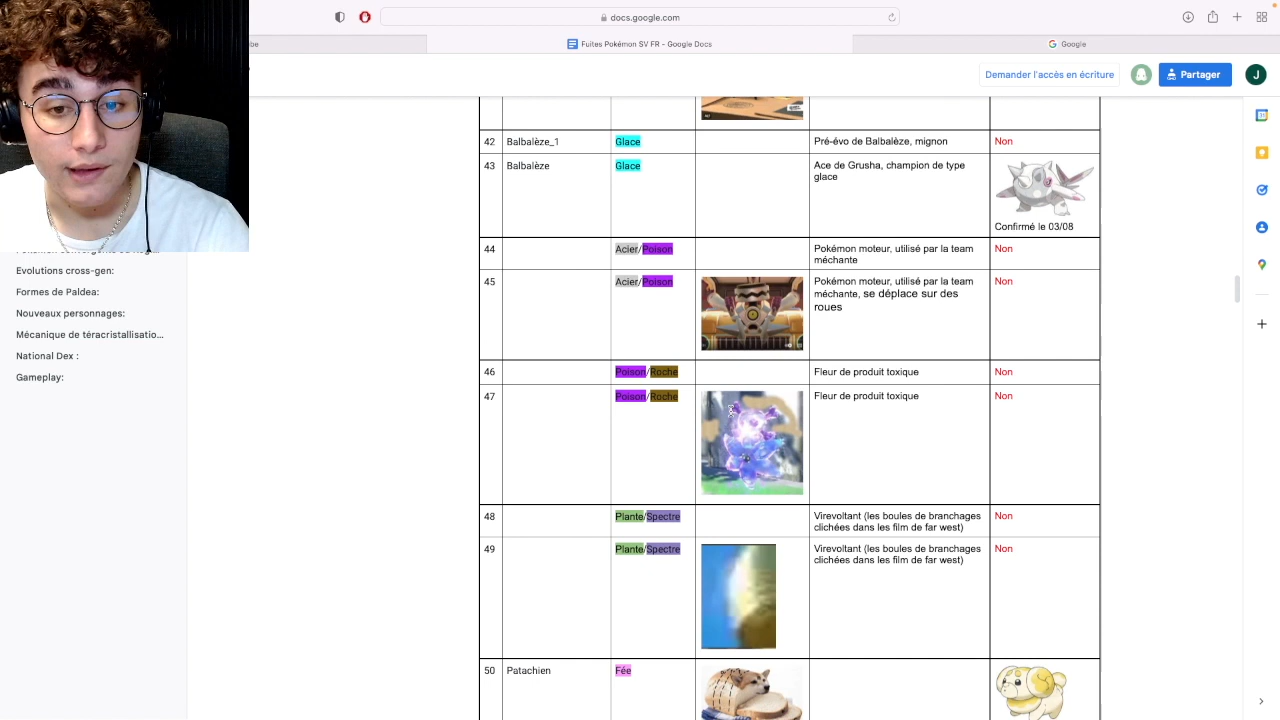 docs.google.com
be
Fuites Pokémon SV FR - Google Docs
Google
Demander l'accès en écriture
Partager
J
Evolutions cross-gen:
Formes de Paldea:
Nouveaux personnages:
Mécanique de téracristallisatio...
National Dex :
Gameplay:
42 Balbalèze_1 Glace Pré-évo de Balbalèze, mignon Non
43 Balbalèze Glace Ace de Grusha, champion de type
glace
Confirmé le 03/08
44 Acier/Poison Pokémon moteur, utilisé par la team Non
méchante
45 Acier/Poison Pokémon moteur, utilisé par la team Non
méchante, se déplace sur des
roues
46 Poison/Roche Fleur de produit toxique Non
47 Poison/Roche Fleur de produit toxique Non
48 Plante/Spectre Virevoltant (les boules de branchages Non
clichées dans les film de far west)
49 Plante/Spectre Virevoltant (les boules de branchages Non
clichées dans les film de far west)
50 Patachien Fée